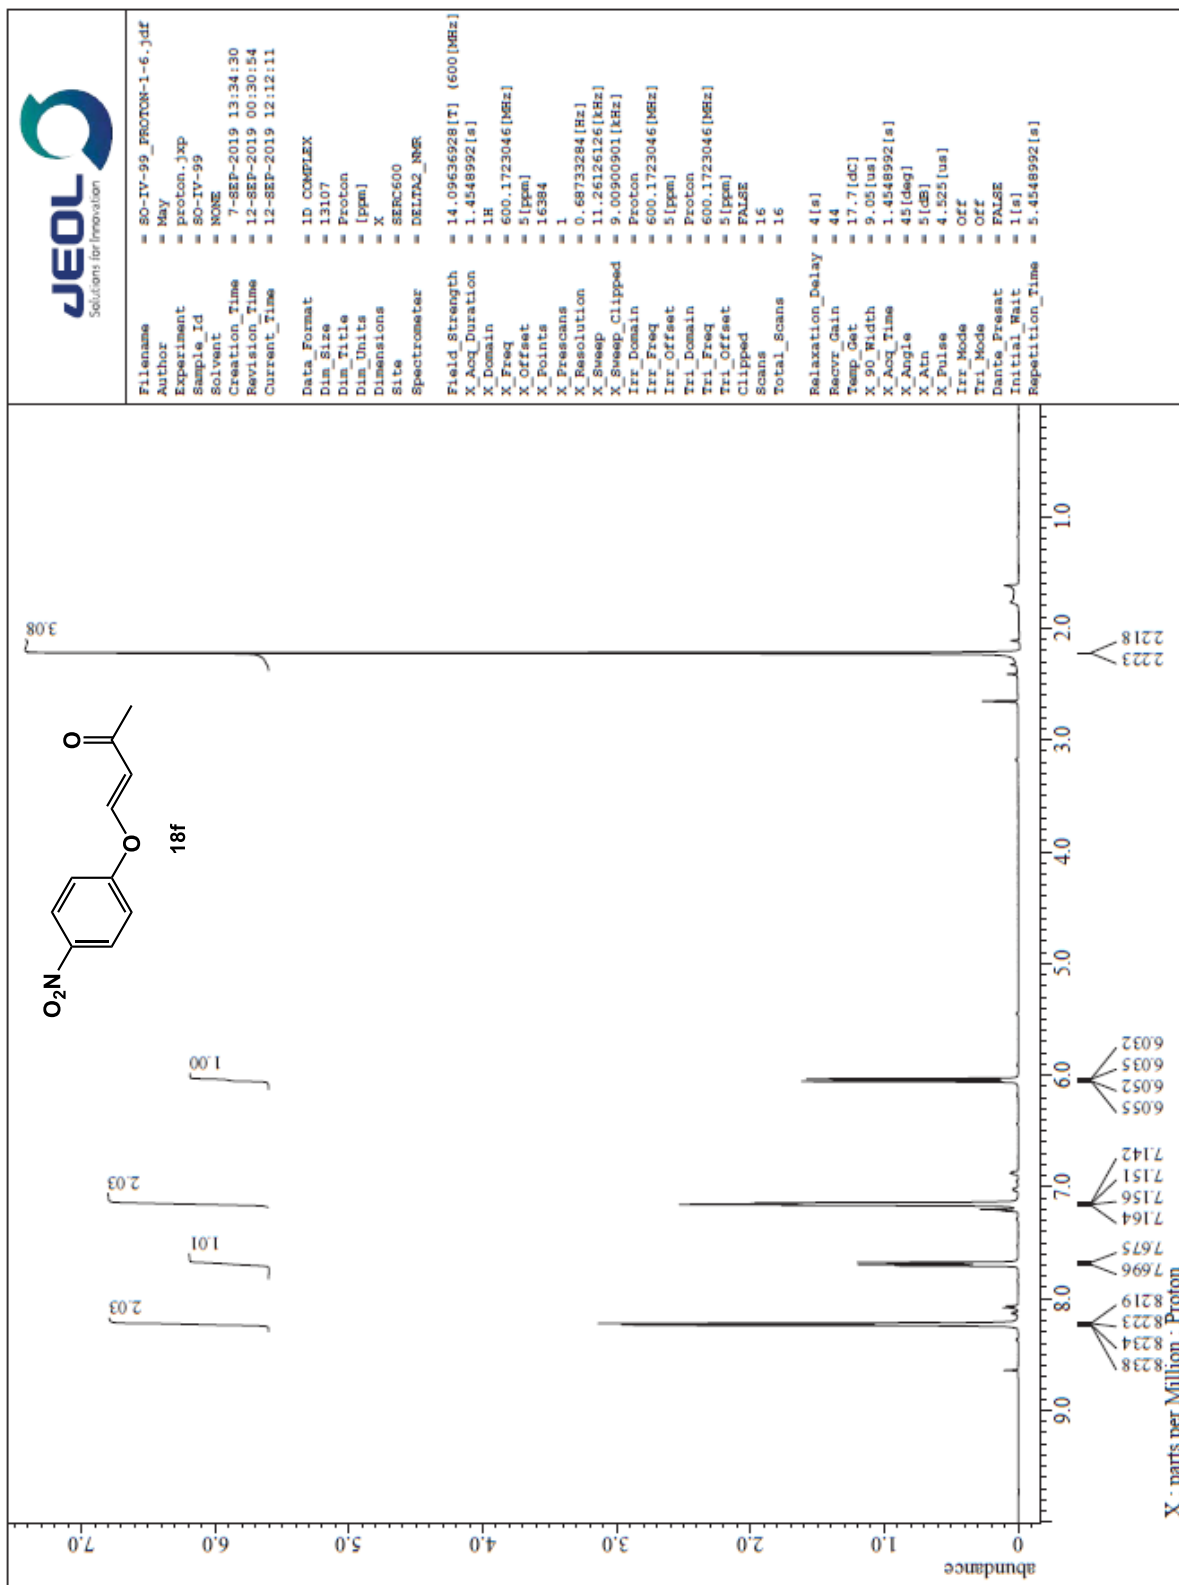 JEOL
Solutions for Innovation
Filename = SO-IV-99_PROTON-1-6.jdf
Author = May
Experiment = proton.jxp
Sample_Id = SO-IV-99
Solvent = NONE
Creation_Time = 7-SEP-2019 13:34:30
Revision_Time = 12-SEP-2019 00:30:54
Current_Time = 12-SEP-2019 12:12:11
Data_Format = 1D COMPLEX
Dim_Size = 13107
Dim_Title = Proton
Dim_Units = [ppm]
Dimensions = X
Site = SERC600
Spectrometer = DELTA2_NMR
Field_Strength = 14.09636928[T] (600[MHz]
X_Acq_Duration = 1.4548992[s]
X_Domain = 1H
X_Freq = 600.1723046[MHz]
X_Offset = 5[ppm]
X_Points = 16384
X_Prescans = 1
X_Resolution = 0.68733284[Hz]
X_Sweep = 11.26126126[kHz]
X_Sweep_Clipped = 9.00900901[kHz]
Irr_Domain = Proton
Irr_Freq = 600.1723046[MHz]
Irr_Offset = 5[ppm]
Tri_Domain = Proton
Tri_Freq = 600.1723046[MHz]
Tri_Offset = 5[ppm]
Clipped = FALSE
Scans = 16
Total_Scans = 16
Relaxation_Delay = 4[s]
Recvr_Gain = 44
Temp_Get = 17.7[dC]
X_90_Width = 9.05[us]
X_Acq_Time = 1.4548992[s]
X_Angle = 45[deg]
X_Atn = 5[dB]
X_Pulse = 4.525[us]
Irr_Mode = Off
Tri_Mode = Off
Dante_Presat = FALSE
Initial_Wait = 1[s]
Repetition_Time = 5.4548992[s]
O₂N
O
O
18f
2.03
1.01
2.03
1.00
3.08
abundance
0
1.0
2.0
3.0
4.0
5.0
6.0
7.0
9.0
8.0
7.0
6.0
5.0
4.0
3.0
2.0
1.0
8.238
8.234
8.223
8.219
7.696
7.675
7.164
7.156
7.151
7.142
6.055
6.052
6.035
6.032
2.223
2.218
X : parts per Million : Proton